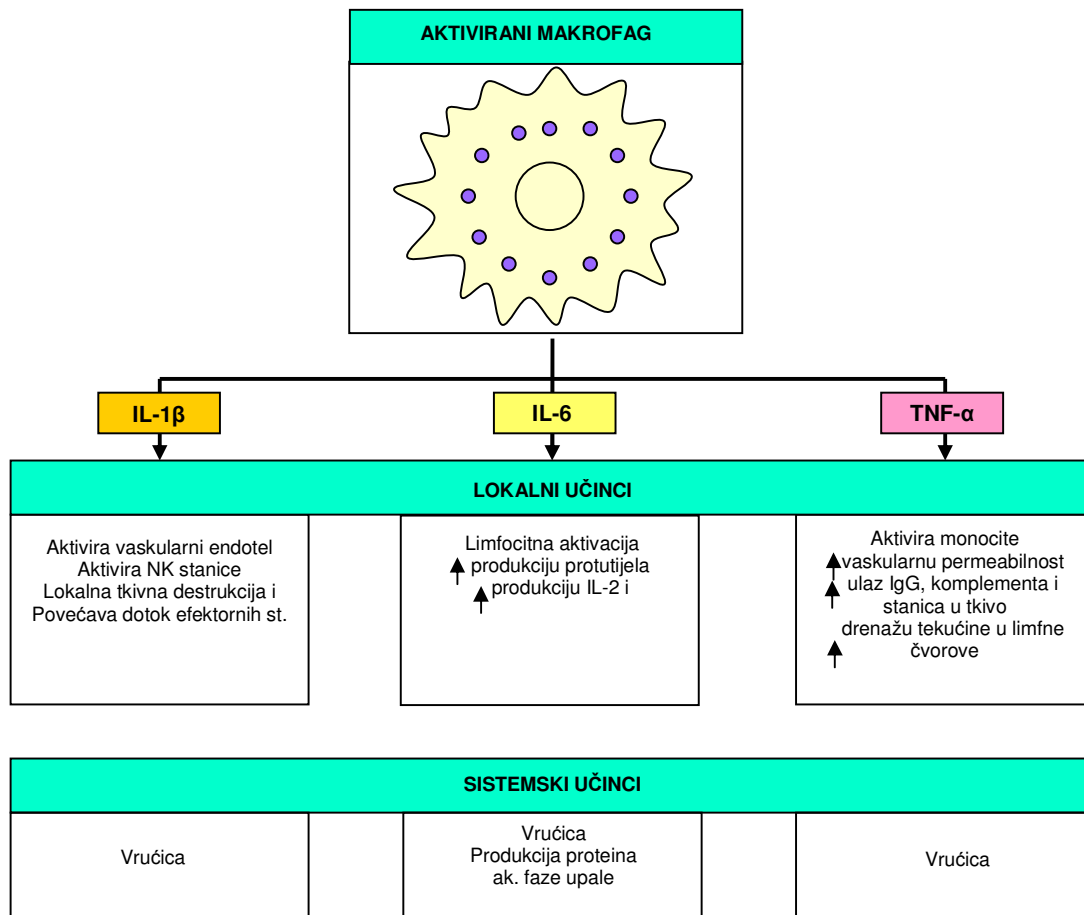 AKTIVIRANI MAKROFAG
IL-1β
IL-6
TNF-α
LOKALNI UČINCI
Aktivira vaskularni endotel
Aktivira NK stanice
Lokalna tkivna destrukcija i
Povećava dotok efektornih st.
Limfocitna aktivacija
produkciju protutijela
produkciju IL-2 i
Aktivira monocite
vaskularnu permeabilnost
ulaz IgG, komplementa i
stanica u tkivo
drenažu tekućine u limfne
čvorove
SISTEMSKI UČINCI
Vrućica
Vrućica
Produkcija proteina
ak. faze upale
Vrućica